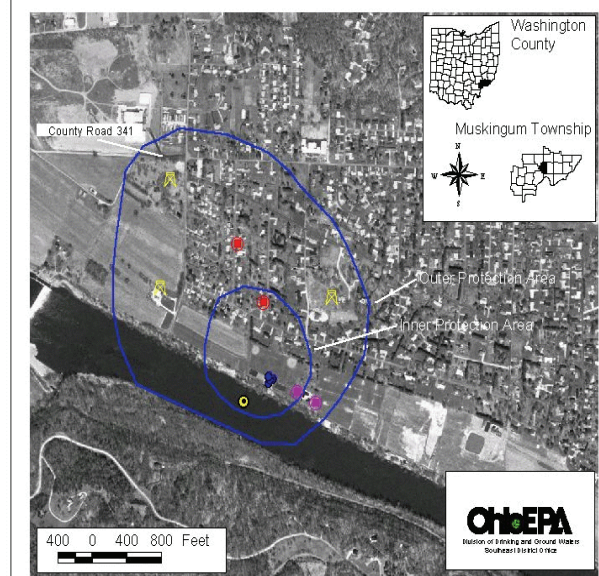 Washington
County
Muskingum Township
N
W E
S
County Road 341
Outer Protection Area
Inner Protection Area
400 0 400 800 Feet
OhioEPA
Division of Drinking and Ground Waters
Southeast District Office